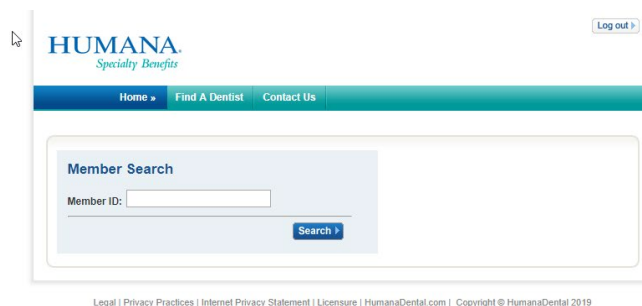 Log out
HUMANA.
Specialty Benefits
Home » Find A Dentist Contact Us
Member Search
Member ID:
Search
Legal | Privacy Practices | Internet Privacy Statement | Licensure | HumanaDental.com | Copyright © HumanaDental 2019